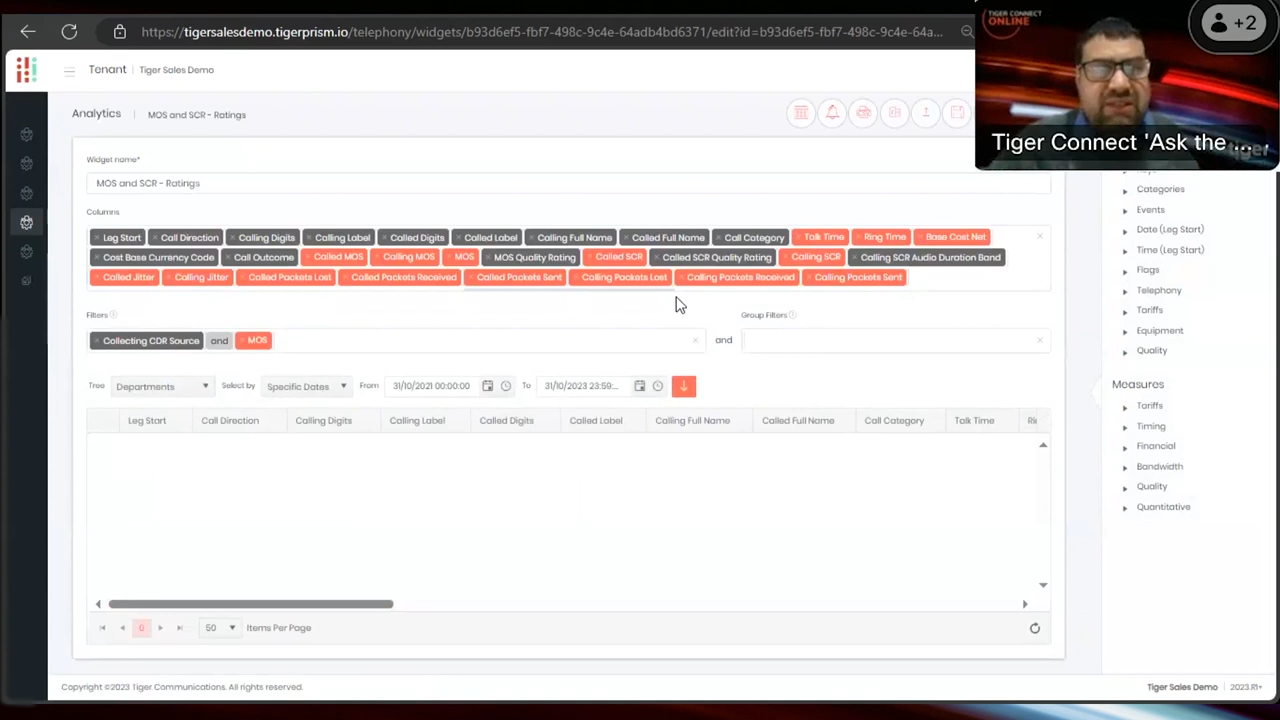 https://tigersalesdemo.tigerprism.io/telephony/widgets/b93d6ef5-fbf7-498c-9c4e-64adb4bd6371/edit?id=b93d6ef5-fbf7-498c-9c4e-64a...
TIGER CONNECT
ONLINE
+2
Tiger Connect 'Ask the ...
tiger
Tenant Tiger Sales Demo
Analytics MOS and SCR - Ratings
Widget name*
MOS and SCR - Ratings
Columns
× Leg Start × Call Direction × Calling Digits × Calling Label × Called Digits × Called Label × Calling Full Name × Called Full Name × Call Category × Talk Time × Ring Time × Base Cost Net
× Cost Base Currency Code × Call Outcome × Called MOS × Calling MOS × MOS × MOS Quality Rating × Called SCR × Called SCR Quality Rating × Calling SCR × Calling SCR Audio Duration Band
× Called Jitter × Calling Jitter × Called Packets Lost × Called Packets Received × Called Packets Sent × Calling Packets Lost × Calling Packets Received × Calling Packets Sent
Filters
Group Filters
× Collecting CDR Source and × MOS
and
Tree Departments Select by Specific Dates From 31/10/2021 00:00:00 To 31/10/2023 23:59:...
Leg Start Call Direction Calling Digits Calling Label Called Digits Called Label Calling Full Name Called Full Name Call Category Talk Time
0 50 Items Per Page
Categories
Events
Date (Leg Start)
Time (Leg Start)
Flags
Telephony
Tariffs
Equipment
Quality
Measures
Tariffs
Timing
Financial
Bandwidth
Quality
Quantitative
Copyright ©2023 Tiger Communications. All rights reserved.
Tiger Sales Demo 2023.R1+